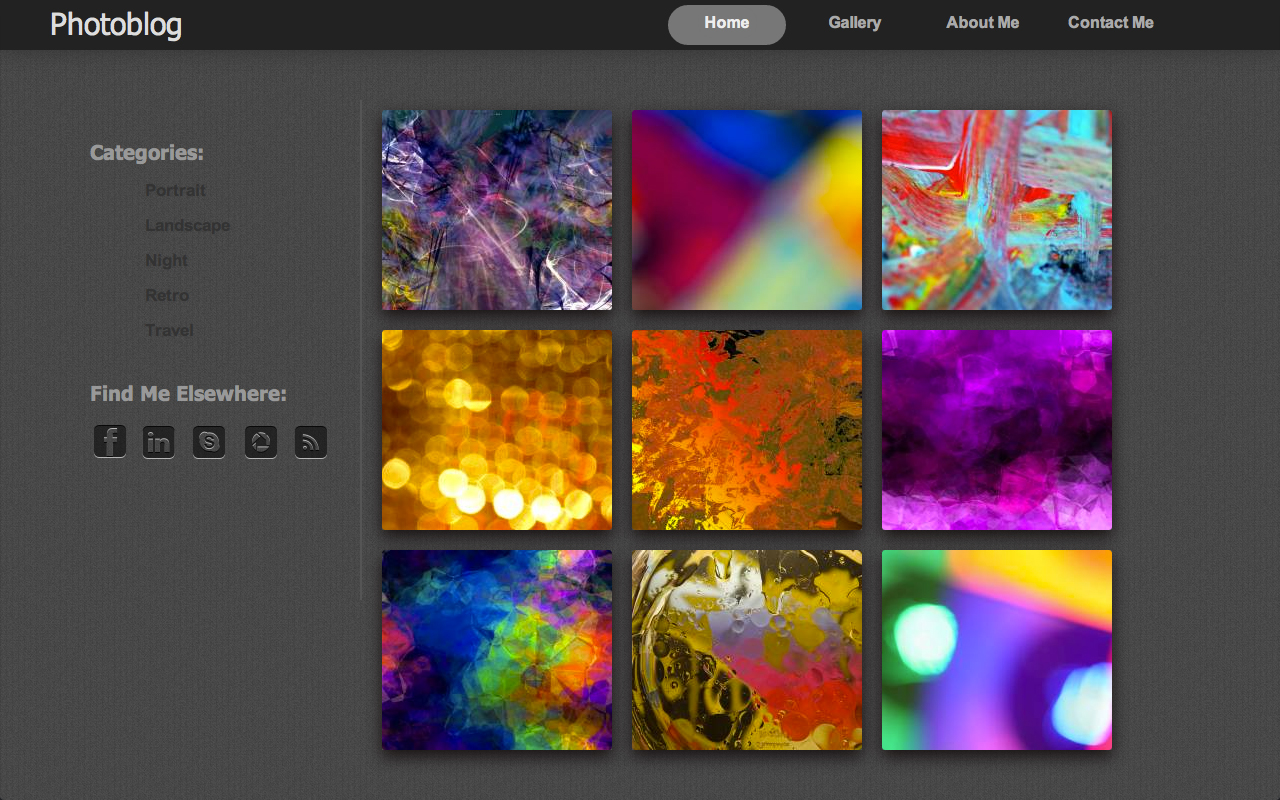 Photoblog
Home
Gallery
About Me
Contact Me
Categories:
Portrait
Landscape
Night
Retro
Travel
Find Me Elsewhere: